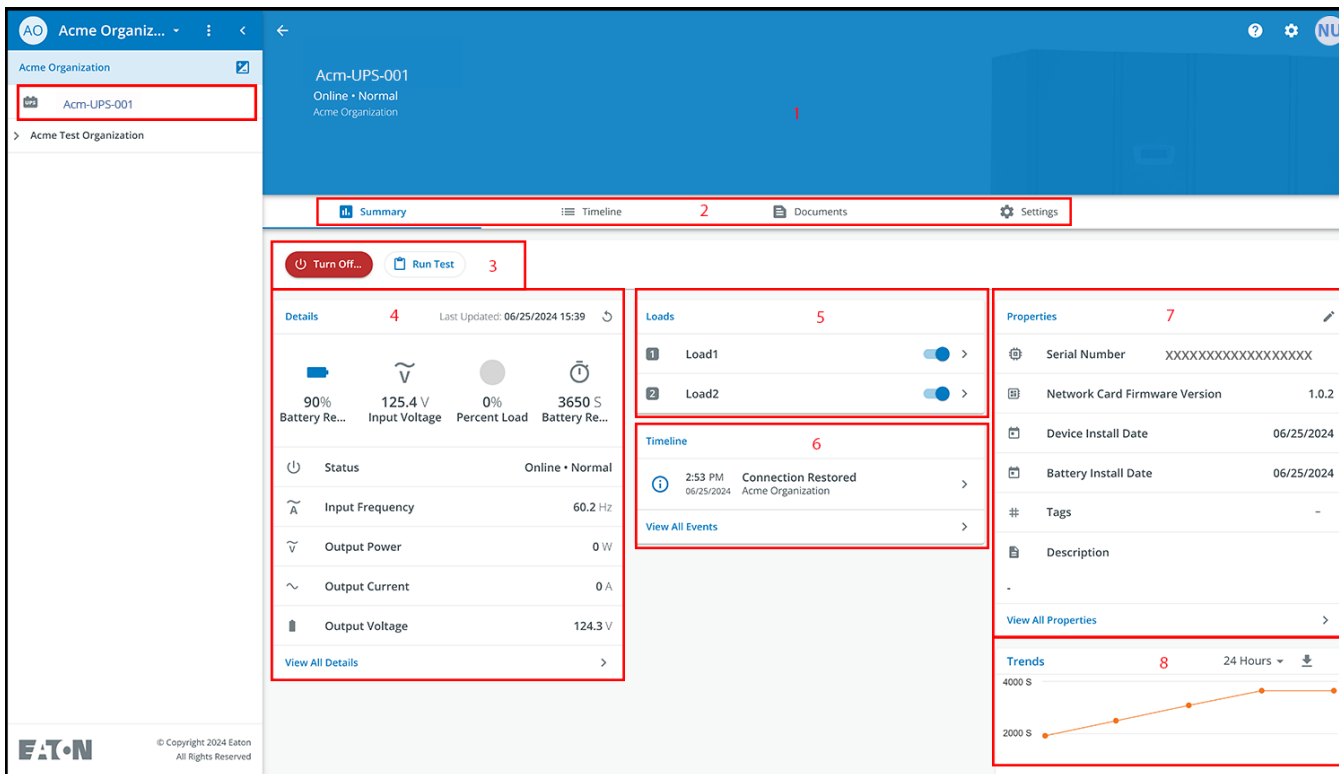 AO Acme Organiz...
NU
Acme Organization
UPS Acm-UPS-001
Acme Test Organization
Acm-UPS-001
Online • Normal
Acme Organization
1
Summary Timeline 2 Documents Settings
Turn Off... Run Test 3
Details 4 Last Updated: 06/25/2024 15:39
90% 125.4 V 0% 3650 S
Battery Re... Input Voltage Percent Load Battery Re...
Status Online • Normal
Input Frequency 60.2 Hz
Output Power 0 W
Output Current 0 A
Output Voltage 124.3 V
View All Details
Loads 5
1 Load1
2 Load2
Timeline 6
2:53 PM Connection Restored
06/25/2024 Acme Organization
View All Events
Properties 7
Serial Number XXXXXXXXXXXXXXXXXX
Network Card Firmware Version 1.0.2
Device Install Date 06/25/2024
Battery Install Date 06/25/2024
# Tags –
Description
-
View All Properties
Trends 8 24 Hours
4000 S
2000 S
EATON
© Copyright 2024 Eaton
All Rights Reserved